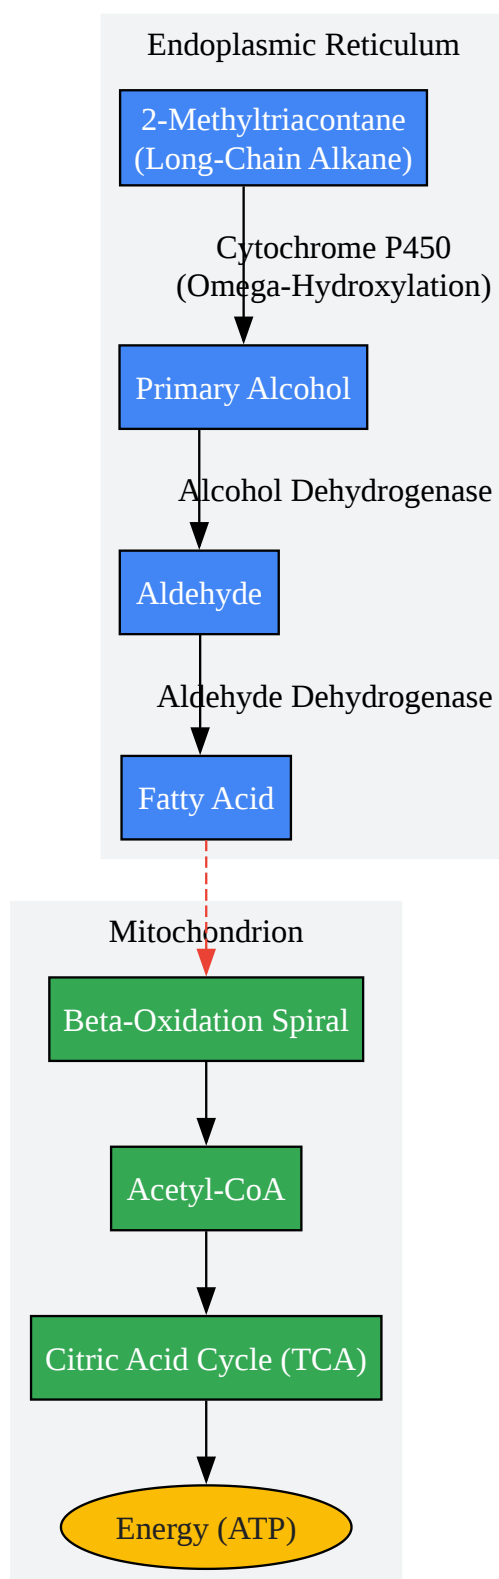 Endoplasmic Reticulum
2-Methyltriacontane
(Long-Chain Alkane)
Cytochrome P450
(Omega-Hydroxylation)
Primary Alcohol
Alcohol Dehydrogenase
Aldehyde
Aldehyde Dehydrogenase
Fatty Acid
Mitochondrion
Beta-Oxidation Spiral
Acetyl-CoA
Citric Acid Cycle (TCA)
Energy (ATP)